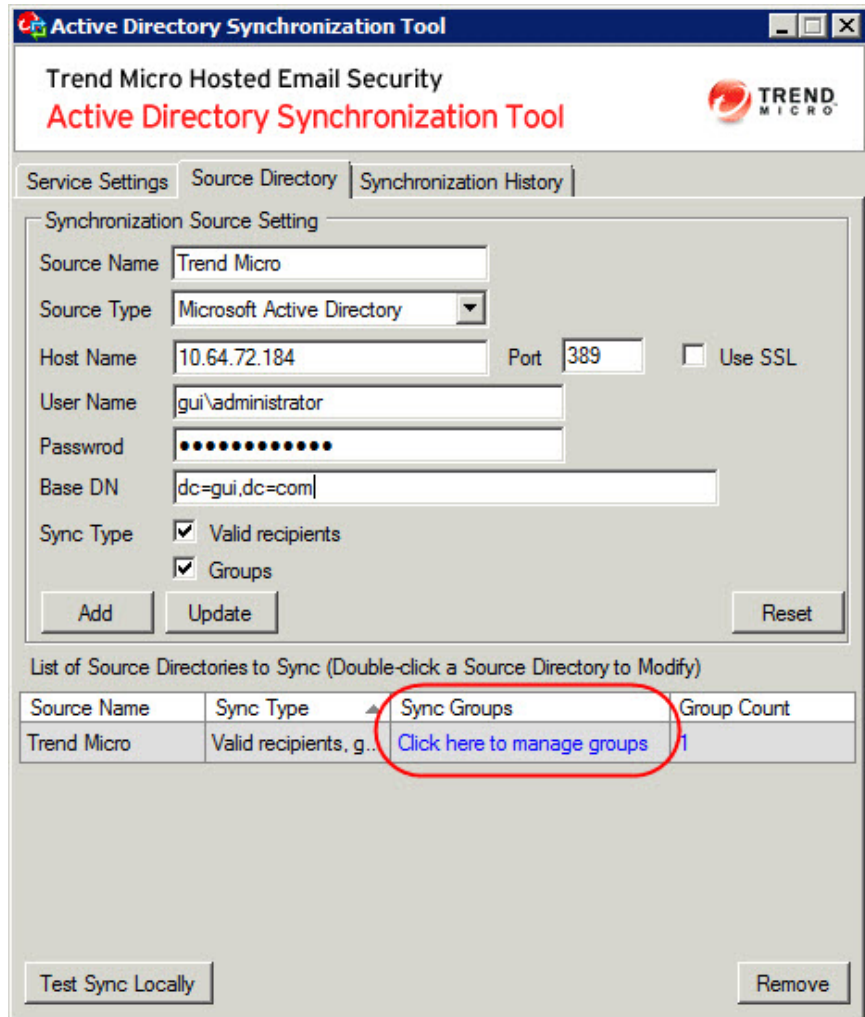 Active Directory Synchronization Tool
Trend Micro Hosted Email Security
Active Directory Synchronization Tool
TREND
MICRO
Service Settings Source Directory Synchronization History
Synchronization Source Setting
Source Name Trend Micro
Source Type Microsoft Active Directory
Host Name 10.64.72.184 Port 389 Use SSL
User Name gui\administrator
Passwrod ••••••••••••
Base DN dc=gui,dc=com
Sync Type Valid recipients
Groups
Add Update Reset
List of Source Directories to Sync (Double-click a Source Directory to Modify)
Source Name Sync Type Sync Groups Group Count
Trend Micro Valid recipients, g... Click here to manage groups 1
Test Sync Locally Remove